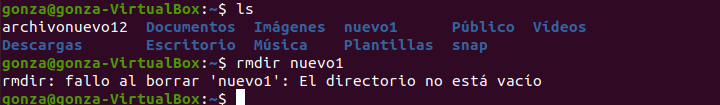 gonza@gonza-VirtualBox:~$ ls
archivonuevo12  Documentos  Imágenes  nuevo1      Público  Vídeos
Descargas       Escritorio  Música    Plantillas  snap
gonza@gonza-VirtualBox:~$ rmdir nuevo1
rmdir: fallo al borrar 'nuevo1': El directorio no está vacío
gonza@gonza-VirtualBox:~$